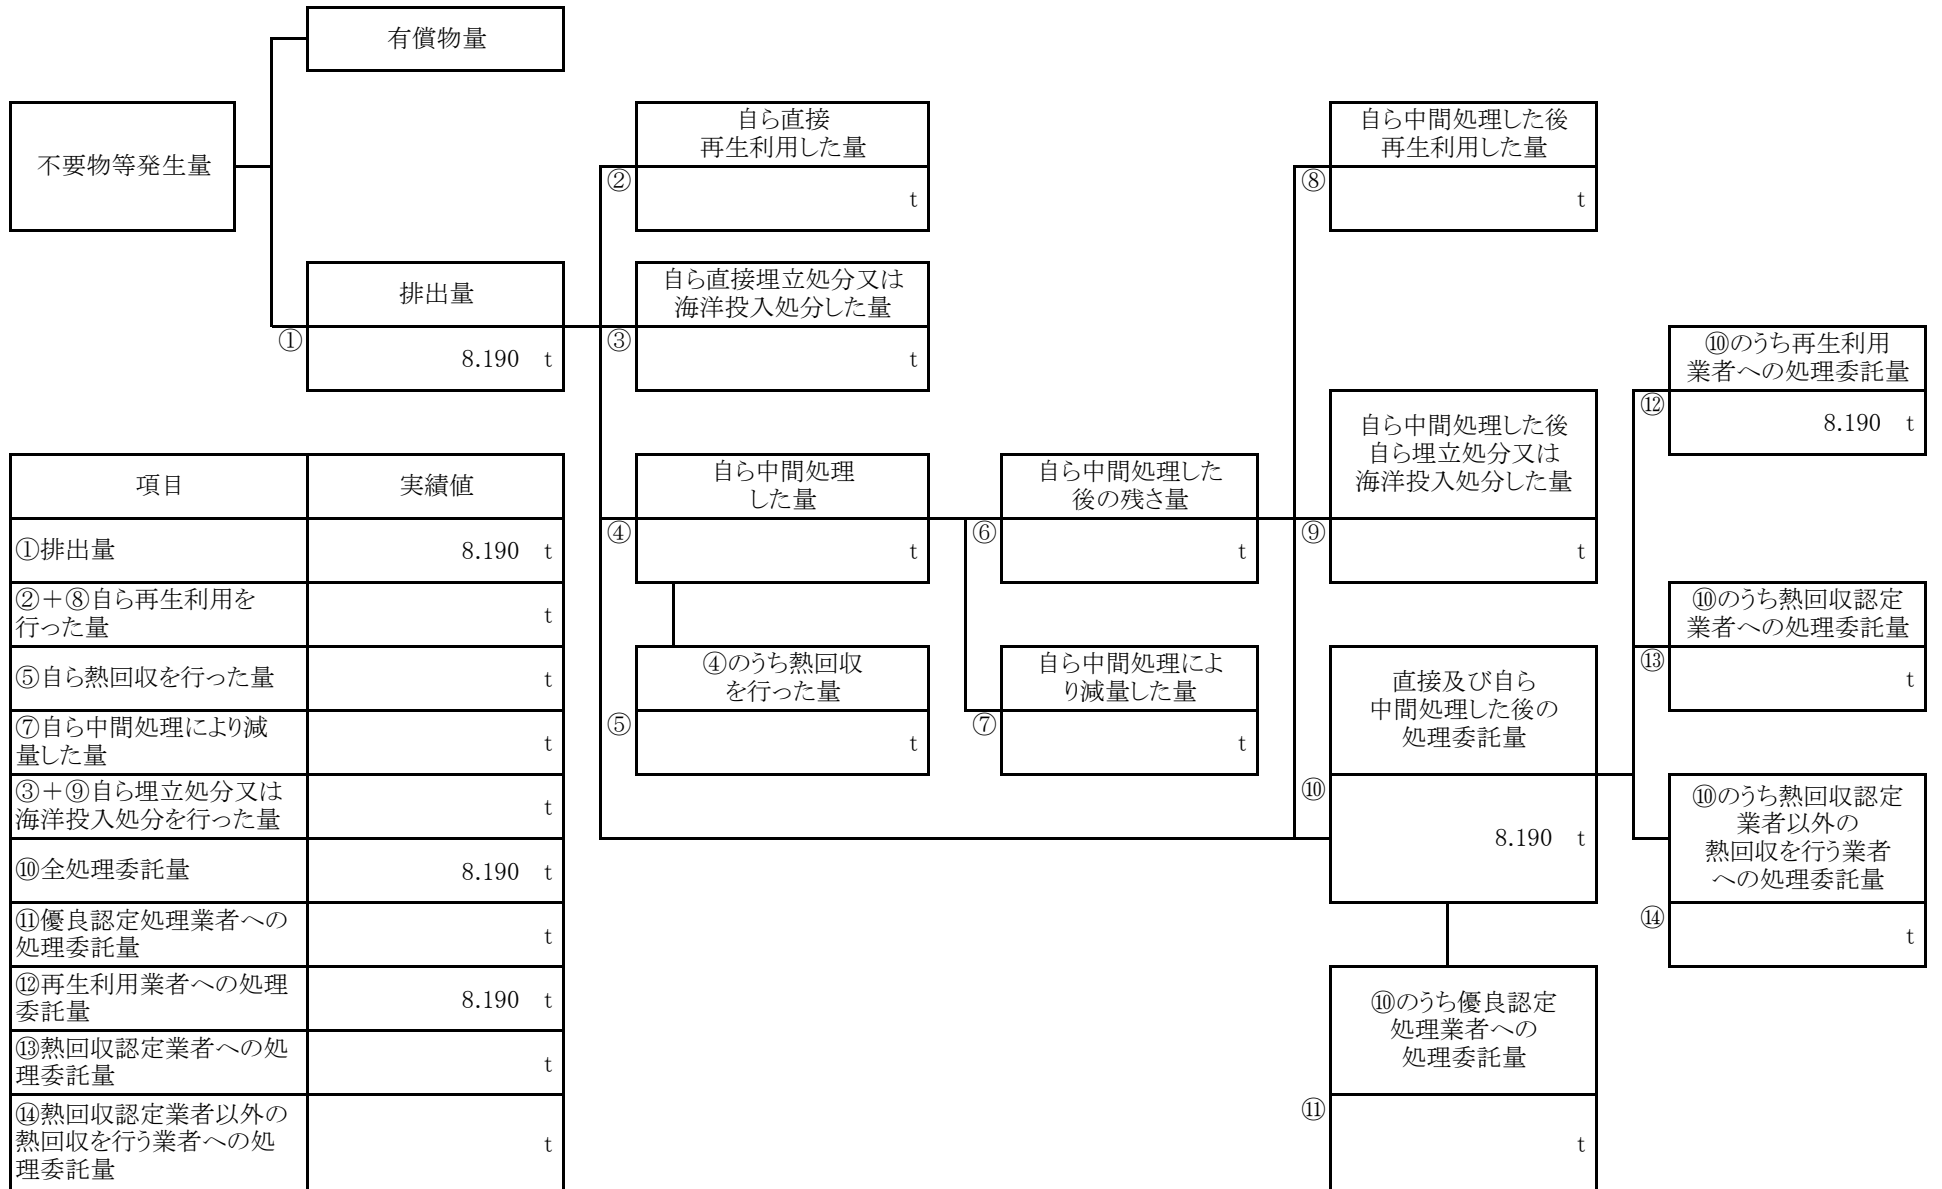 有償物量
不要物等発生量
排出量
①
8.190 t
自ら直接
再生利用した量
②
t
自ら直接埋立処分又は
海洋投入処分した量
③
t
自ら中間処理
した量
④
t
④のうち熱回収
を行った量
⑤
t
自ら中間処理した
後の残さ量
⑥
t
自ら中間処理によ
り減量した量
⑦
t
自ら中間処理した後
再生利用した量
⑧
t
自ら中間処理した後
自ら埋立処分又は
海洋投入処分した量
⑨
t
直接及び自ら
中間処理した後の
処理委託量
⑩
8.190 t
⑩のうち優良認定
処理業者への
処理委託量
⑪
t
⑩のうち再生利用
業者への処理委託量
⑫
8.190 t
⑩のうち熱回収認定
業者への処理委託量
⑬
t
⑩のうち熱回収認定
業者以外の
熱回収を行う業者
への処理委託量
⑭
t
項目 実績値
①排出量 8.190 t
②+⑧自ら再生利用を
行った量
t
⑤自ら熱回収を行った量 t
⑦自ら中間処理により減
量した量
t
③+⑨自ら埋立処分又は
海洋投入処分を行った量
t
⑩全処理委託量 8.190 t
⑪優良認定処理業者への
処理委託量
t
⑫再生利用業者への処理
委託量
8.190 t
⑬熱回収認定業者への処
理委託量
t
⑭熱回収認定業者以外の
熱回収を行う業者への処
理委託量
t